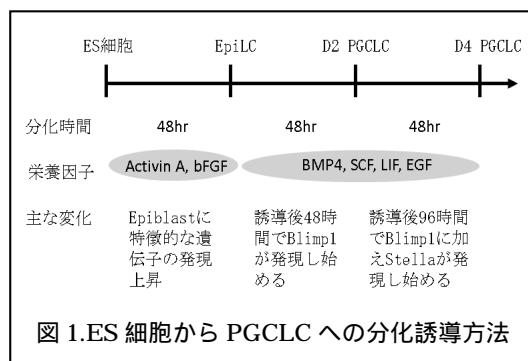 ES細胞 EpiLC D2 PGCLC D4 PGCLC
分化時間 48hr 48hr 48hr
栄養因子 Activin A, bFGF BMP4, SCF, LIF, EGF
主な変化 Epiblastに 誘導後48時 誘導後96時間
特徴的な遺 間でBlimp1 でBlimp1に加
伝子の発現 が発現し始 えStellaが発
上昇 める 現し始める
図 1.ES 細胞から PGCLC への分化誘導方法